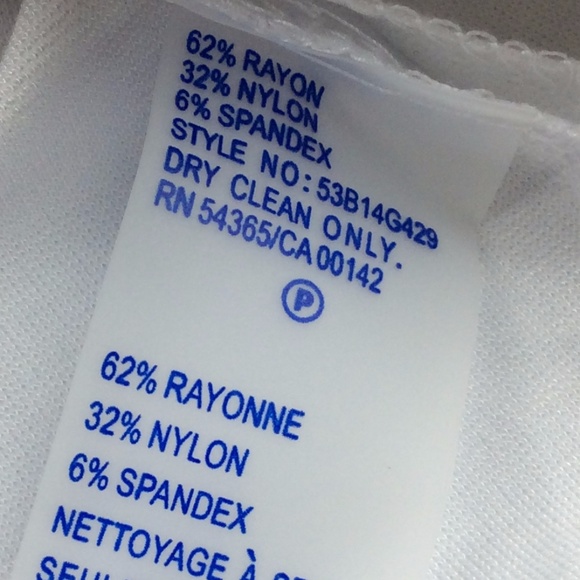 62% RAYON
32% NYLON
6% SPANDEX
STYLE NO: 53B14G429
DRY CLEAN ONLY.
RN 54365/CA 00142
P
62% RAYONNE
32% NYLON
6% SPANDEX
NETTOYAGE À